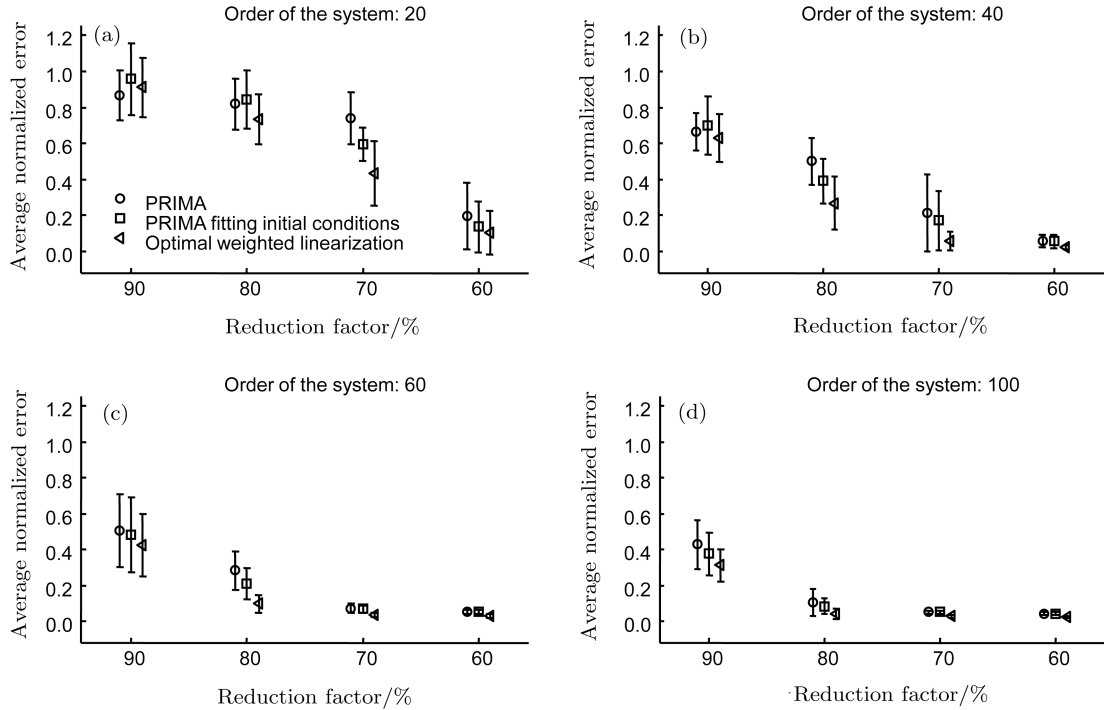 Order of the system: 20
(a)
Average normalized error
1.2
1.0
0.8
0.6
0.4
0.2
0.0
PRIMA
PRIMA fitting initial conditions
Optimal weighted linearization
90 80 70 60
Reduction factor/%
Order of the system: 40
(b)
Average normalized error
1.2
1.0
0.8
0.6
0.4
0.2
0.0
90 80 70 60
Reduction factor/%
Order of the system: 60
(c)
Average normalized error
1.2
1.0
0.8
0.6
0.4
0.2
0.0
90 80 70 60
Reduction factor/%
Order of the system: 100
(d)
Average normalized error
1.2
1.0
0.8
0.6
0.4
0.2
0.0
90 80 70 60
Reduction factor/%